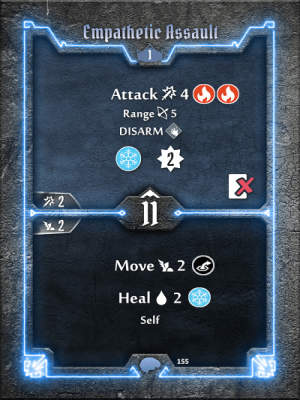 Empathetic Assault
1
Attack 4
Range 5
DISARM
2
2
11
2
Move 2
Heal 2
Self
155